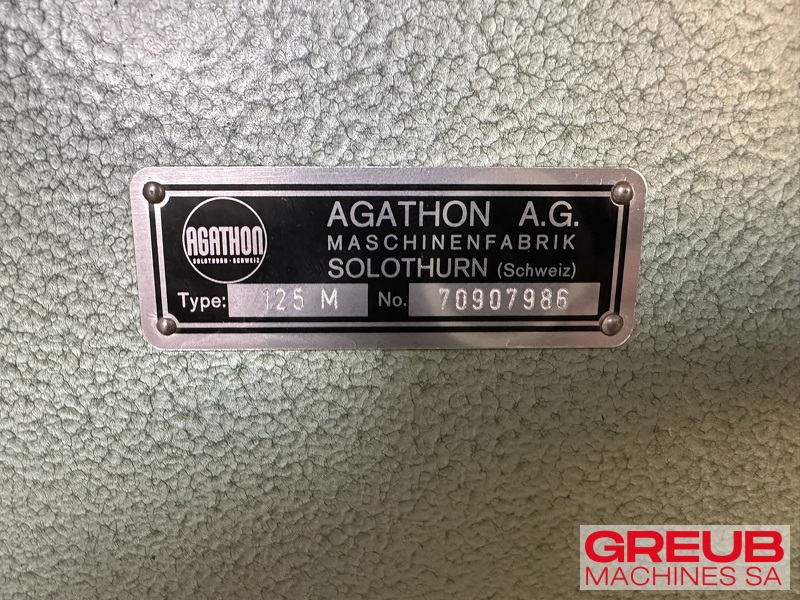 AGATHON
SOLOTHURN - SCHWEIZ
AGATHON A.G.
MASCHINENFABRIK
SOLOTHURN (Schweiz)
Type: 125 M No. 70907986
GREUB
MACHINES SA